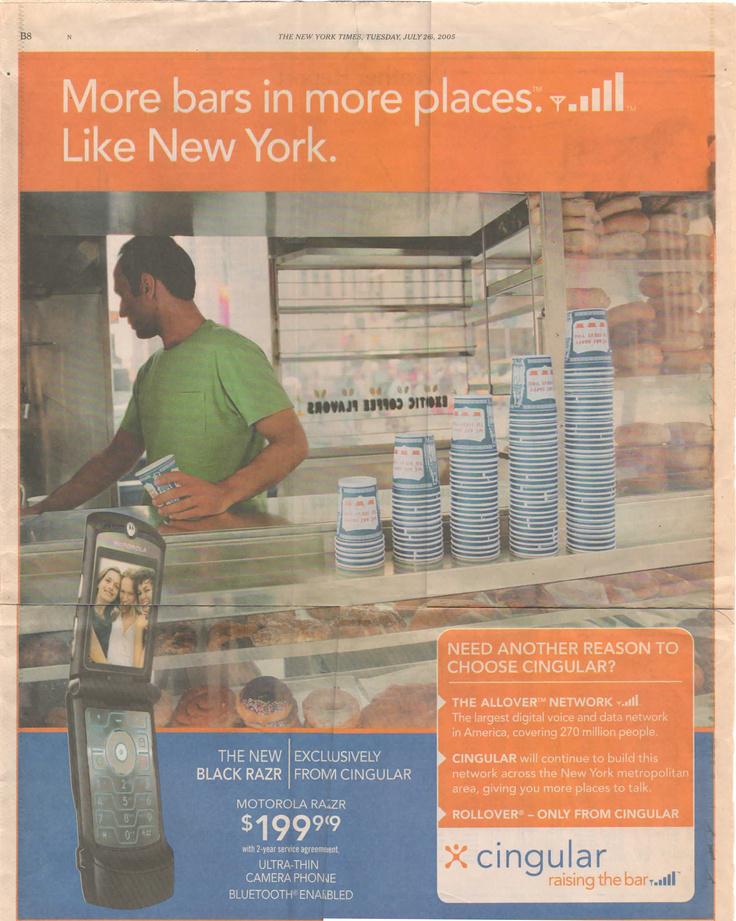 B8
N
THE NEW YORK TIMES, TUESDAY, JULY 26, 2005
More bars in more places.™
™
Like New York.
EXOTIC COFFEE FLAVORS
MOTOROLA
NEED ANOTHER REASON TO
CHOOSE CINGULAR?
THE ALLOVER™ NETWORK
The largest digital voice and data network
in America, covering 270 million people.
CINGULAR will continue to build this
network across the New York metropolitan
area, giving you more places to talk.
ROLLOVER® – ONLY FROM CINGULAR
THE NEW
BLACK RAZR
EXCLUSIVELY
FROM CINGULAR
MOTOROLA RAZR
$199⁹⁹
with 2-year service agreement.
ULTRA-THIN
CAMERA PHONE
BLUETOOTH® ENABLED
cingular
raising the bar